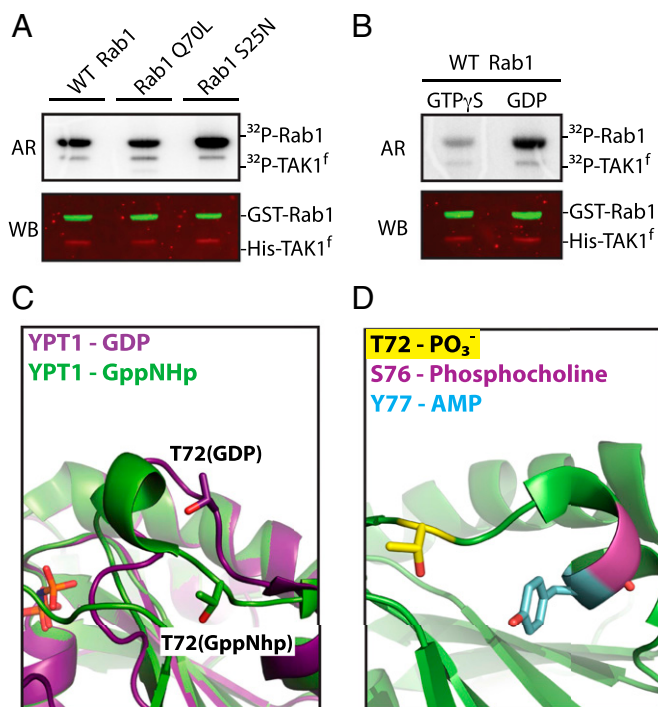 A
WT Rab1
Rab1 Q70L
Rab1 S25N
AR
³²P-Rab1
³²P-TAK1ᶠ
WB
GST-Rab1
His-TAK1ᶠ
B
WT Rab1
GTPγS GDP
AR
³²P-Rab1
³²P-TAK1ᶠ
WB
GST-Rab1
His-TAK1ᶠ
C
YPT1 - GDP
YPT1 - GppNHp
T72(GDP)
T72(GppNhp)
D
T72 - PO₃⁻
S76 - Phosphocholine
Y77 - AMP